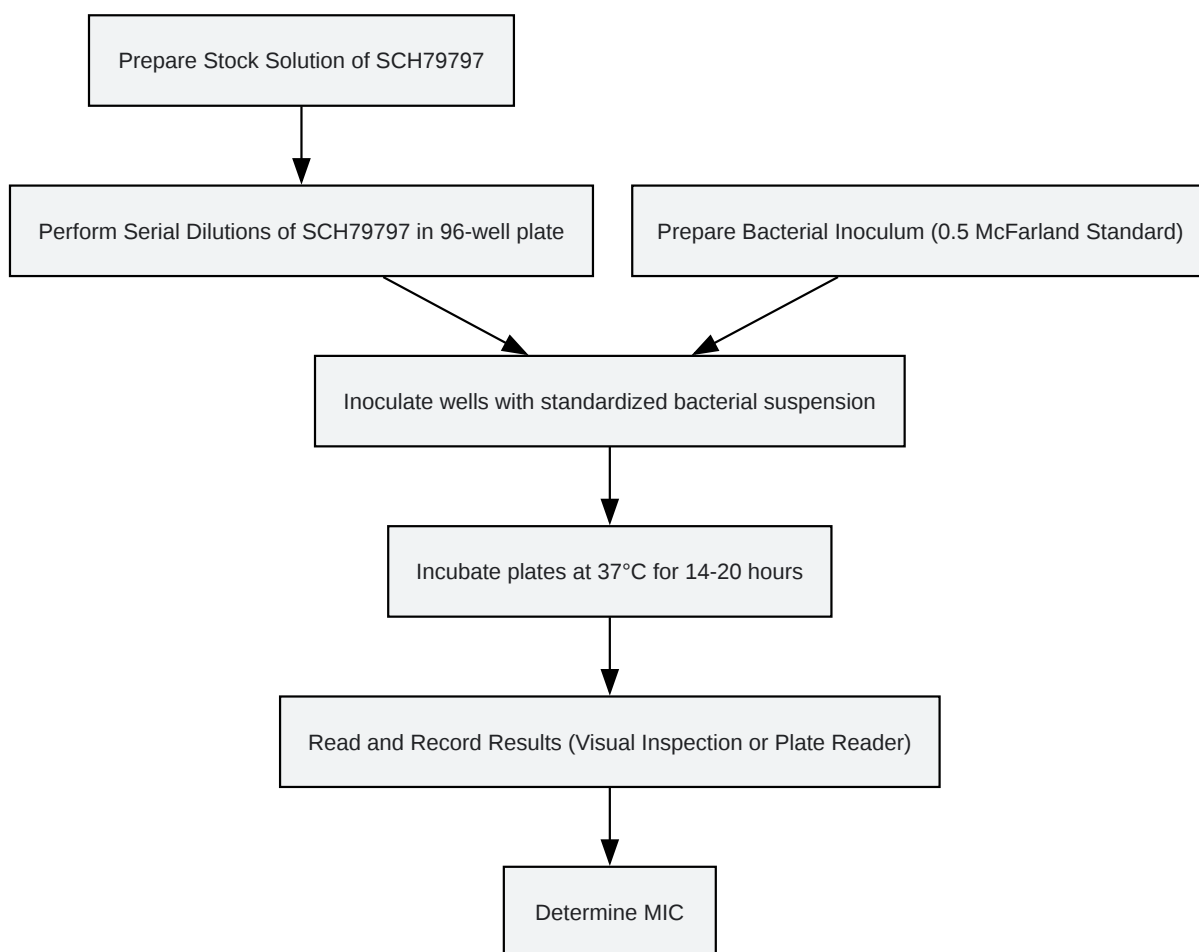 Prepare Stock Solution of SCH79797
Perform Serial Dilutions of SCH79797 in 96-well plate
Prepare Bacterial Inoculum (0.5 McFarland Standard)
Inoculate wells with standardized bacterial suspension
Incubate plates at 37°C for 14-20 hours
Read and Record Results (Visual Inspection or Plate Reader)
Determine MIC